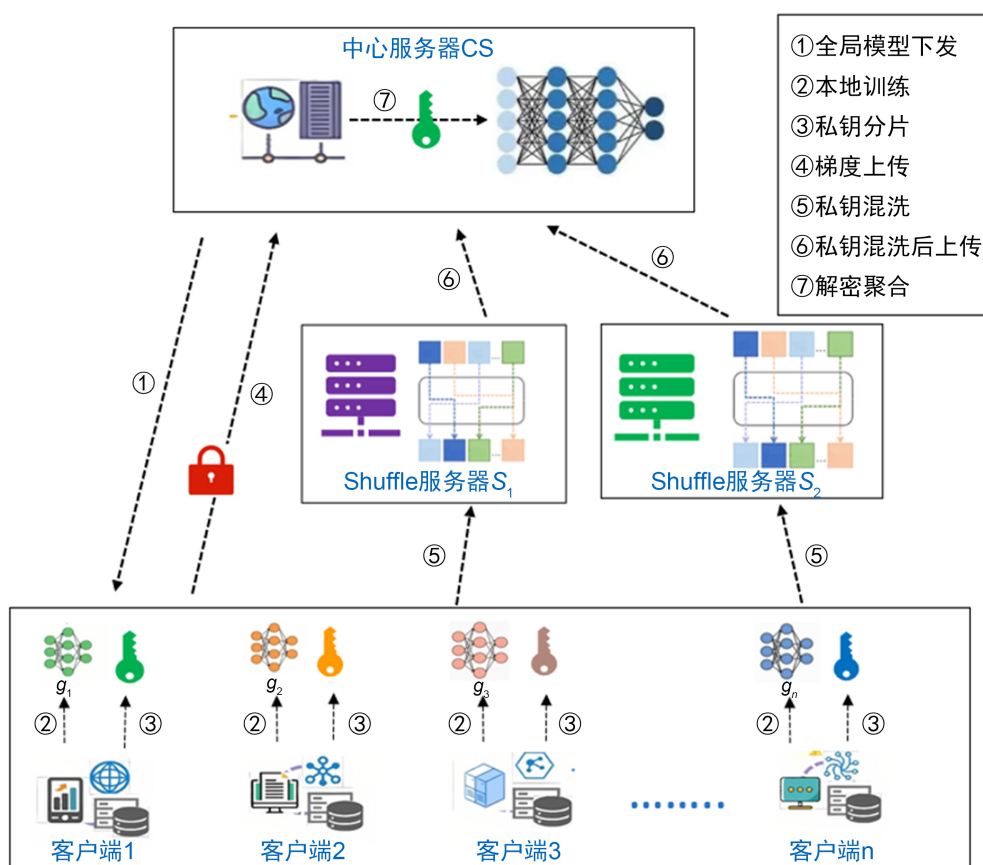 中心服务器CS
⑦
①全局模型下发
②本地训练
③私钥分片
④梯度上传
⑤私钥混洗
⑥私钥混洗后上传
⑦解密聚合
⑥
⑥
①
④
Shuffle服务器S1
Shuffle服务器S2
⑤
⑤
g1
g2
g3
gn
②
③
②
③
②
③
②
③
客户端1
客户端2
客户端3
客户端n